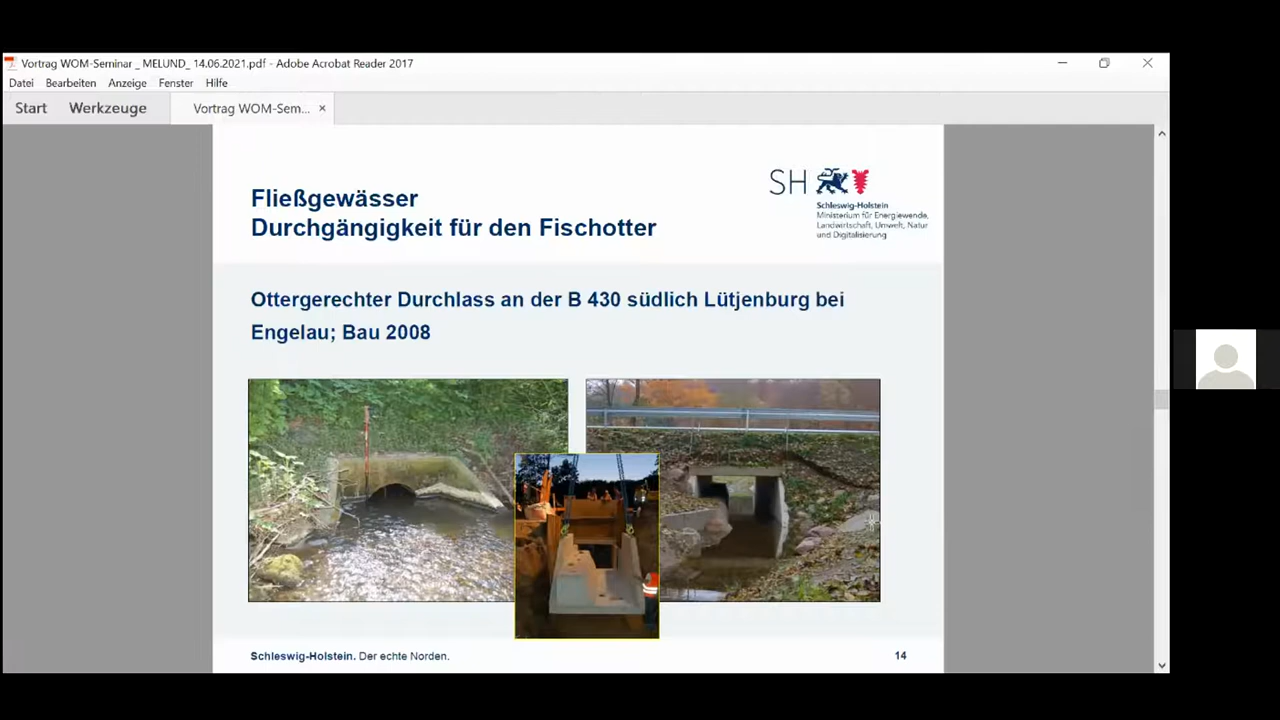 Vortrag WOM-Seminar _ MELUND_ 14.06.2021.pdf - Adobe Acrobat Reader 2017
Datei Bearbeiten Anzeige Fenster Hilfe
Start Werkzeuge Vortrag WOM-Sem... ×
Fließgewässer
Durchgängigkeit für den Fischotter
SH
Schleswig-Holstein
Ministerium für Energiewende,
Landwirtschaft, Umwelt, Natur
und Digitalisierung
Ottergerechter Durchlass an der B 430 südlich Lütjenburg bei
Engelau; Bau 2008
Schleswig-Holstein. Der echte Norden.
14